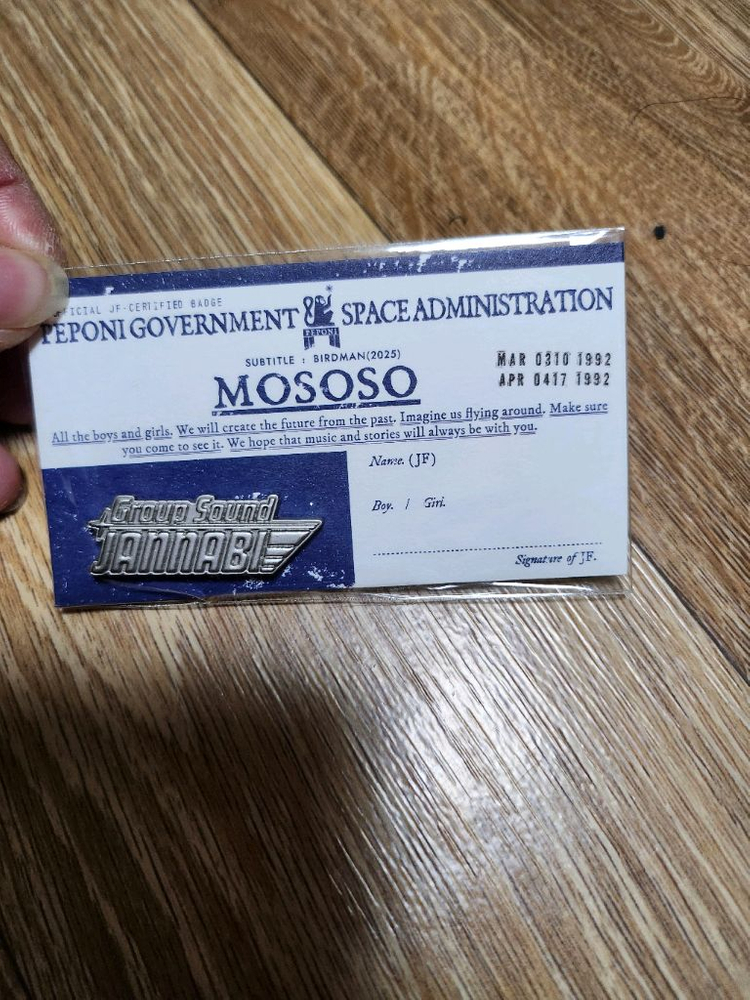 OFFICIAL JF-CERTIFIED BADGE
PEPONI GOVERNMENT SPACE ADMINISTRATION
PEPONI
SUBTITLE : BIRDMAN(2025)
MOSOSO
MAR 0310 1992
APR 0417 1992
All the boys and girls. We will create the future from the past. Imagine us flying around. Make sure
you come to see it. We hope that music and stories will always be with you.
Name. (JF)
Boy. / Girl.
Signature of JF.
Group Sound
JANNABI